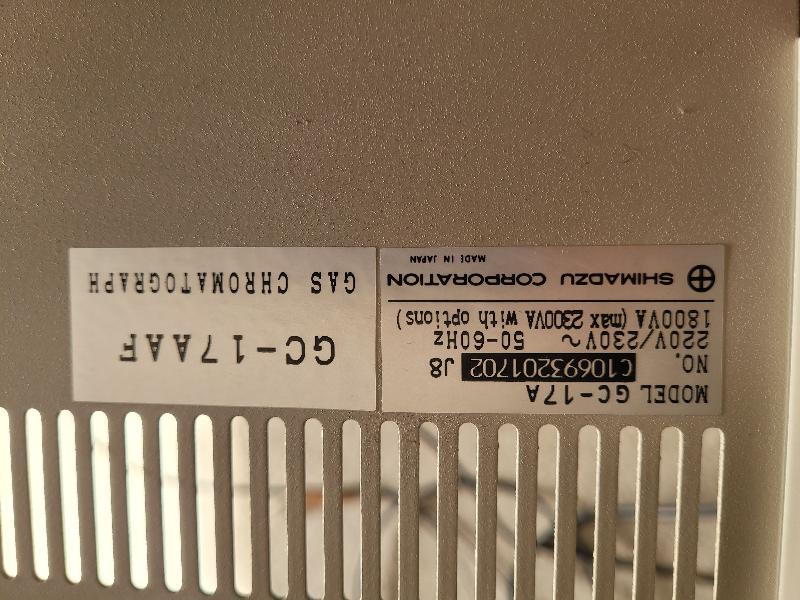 MODEL GC-17A
NO. C10693201702 J8
220V/230V ~ 50-60Hz
1800VA (max 2300VA with options)
SHIMADZU CORPORATION
MADE IN JAPAN
GC-17AAF
GAS CHROMATOGRAPH